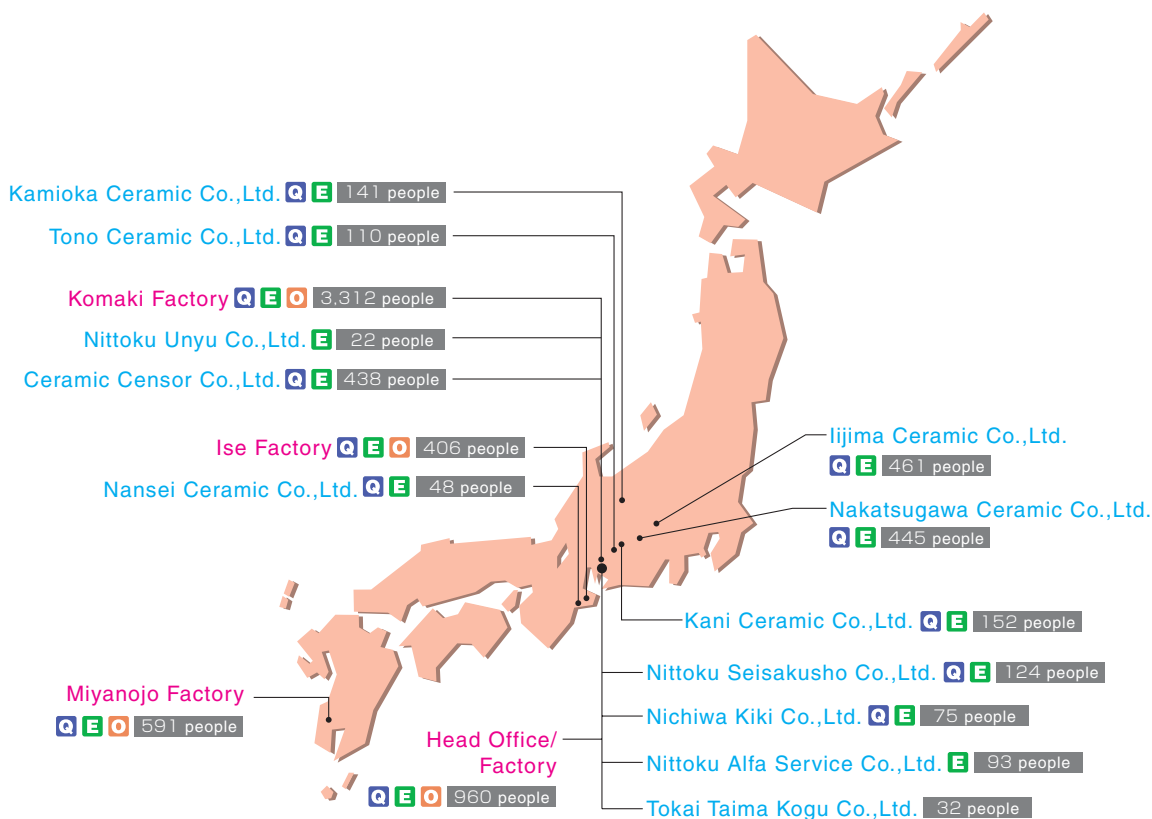 Kamioka Ceramic Co.,Ltd. Q E 141 people
Tono Ceramic Co.,Ltd. Q E 110 people
Komaki Factory Q E O 3,312 people
Nittoku Unyu Co.,Ltd. E 22 people
Ceramic Censor Co.,Ltd. Q E 438 people
Ise Factory Q E O 406 people
Nansei Ceramic Co.,Ltd. Q E 48 people
Iijima Ceramic Co.,Ltd.
Q E 461 people
Nakatsugawa Ceramic Co.,Ltd.
Q E 445 people
Kani Ceramic Co.,Ltd. Q E 152 people
Nittoku Seisakusho Co.,Ltd. Q E 124 people
Nichiwa Kiki Co.,Ltd. Q E 75 people
Nittoku Alfa Service Co.,Ltd. E 93 people
Tokai Taima Kogu Co.,Ltd. 32 people
Miyanojo Factory
Q E O 591 people
Head Office/
Factory
Q E O 960 people